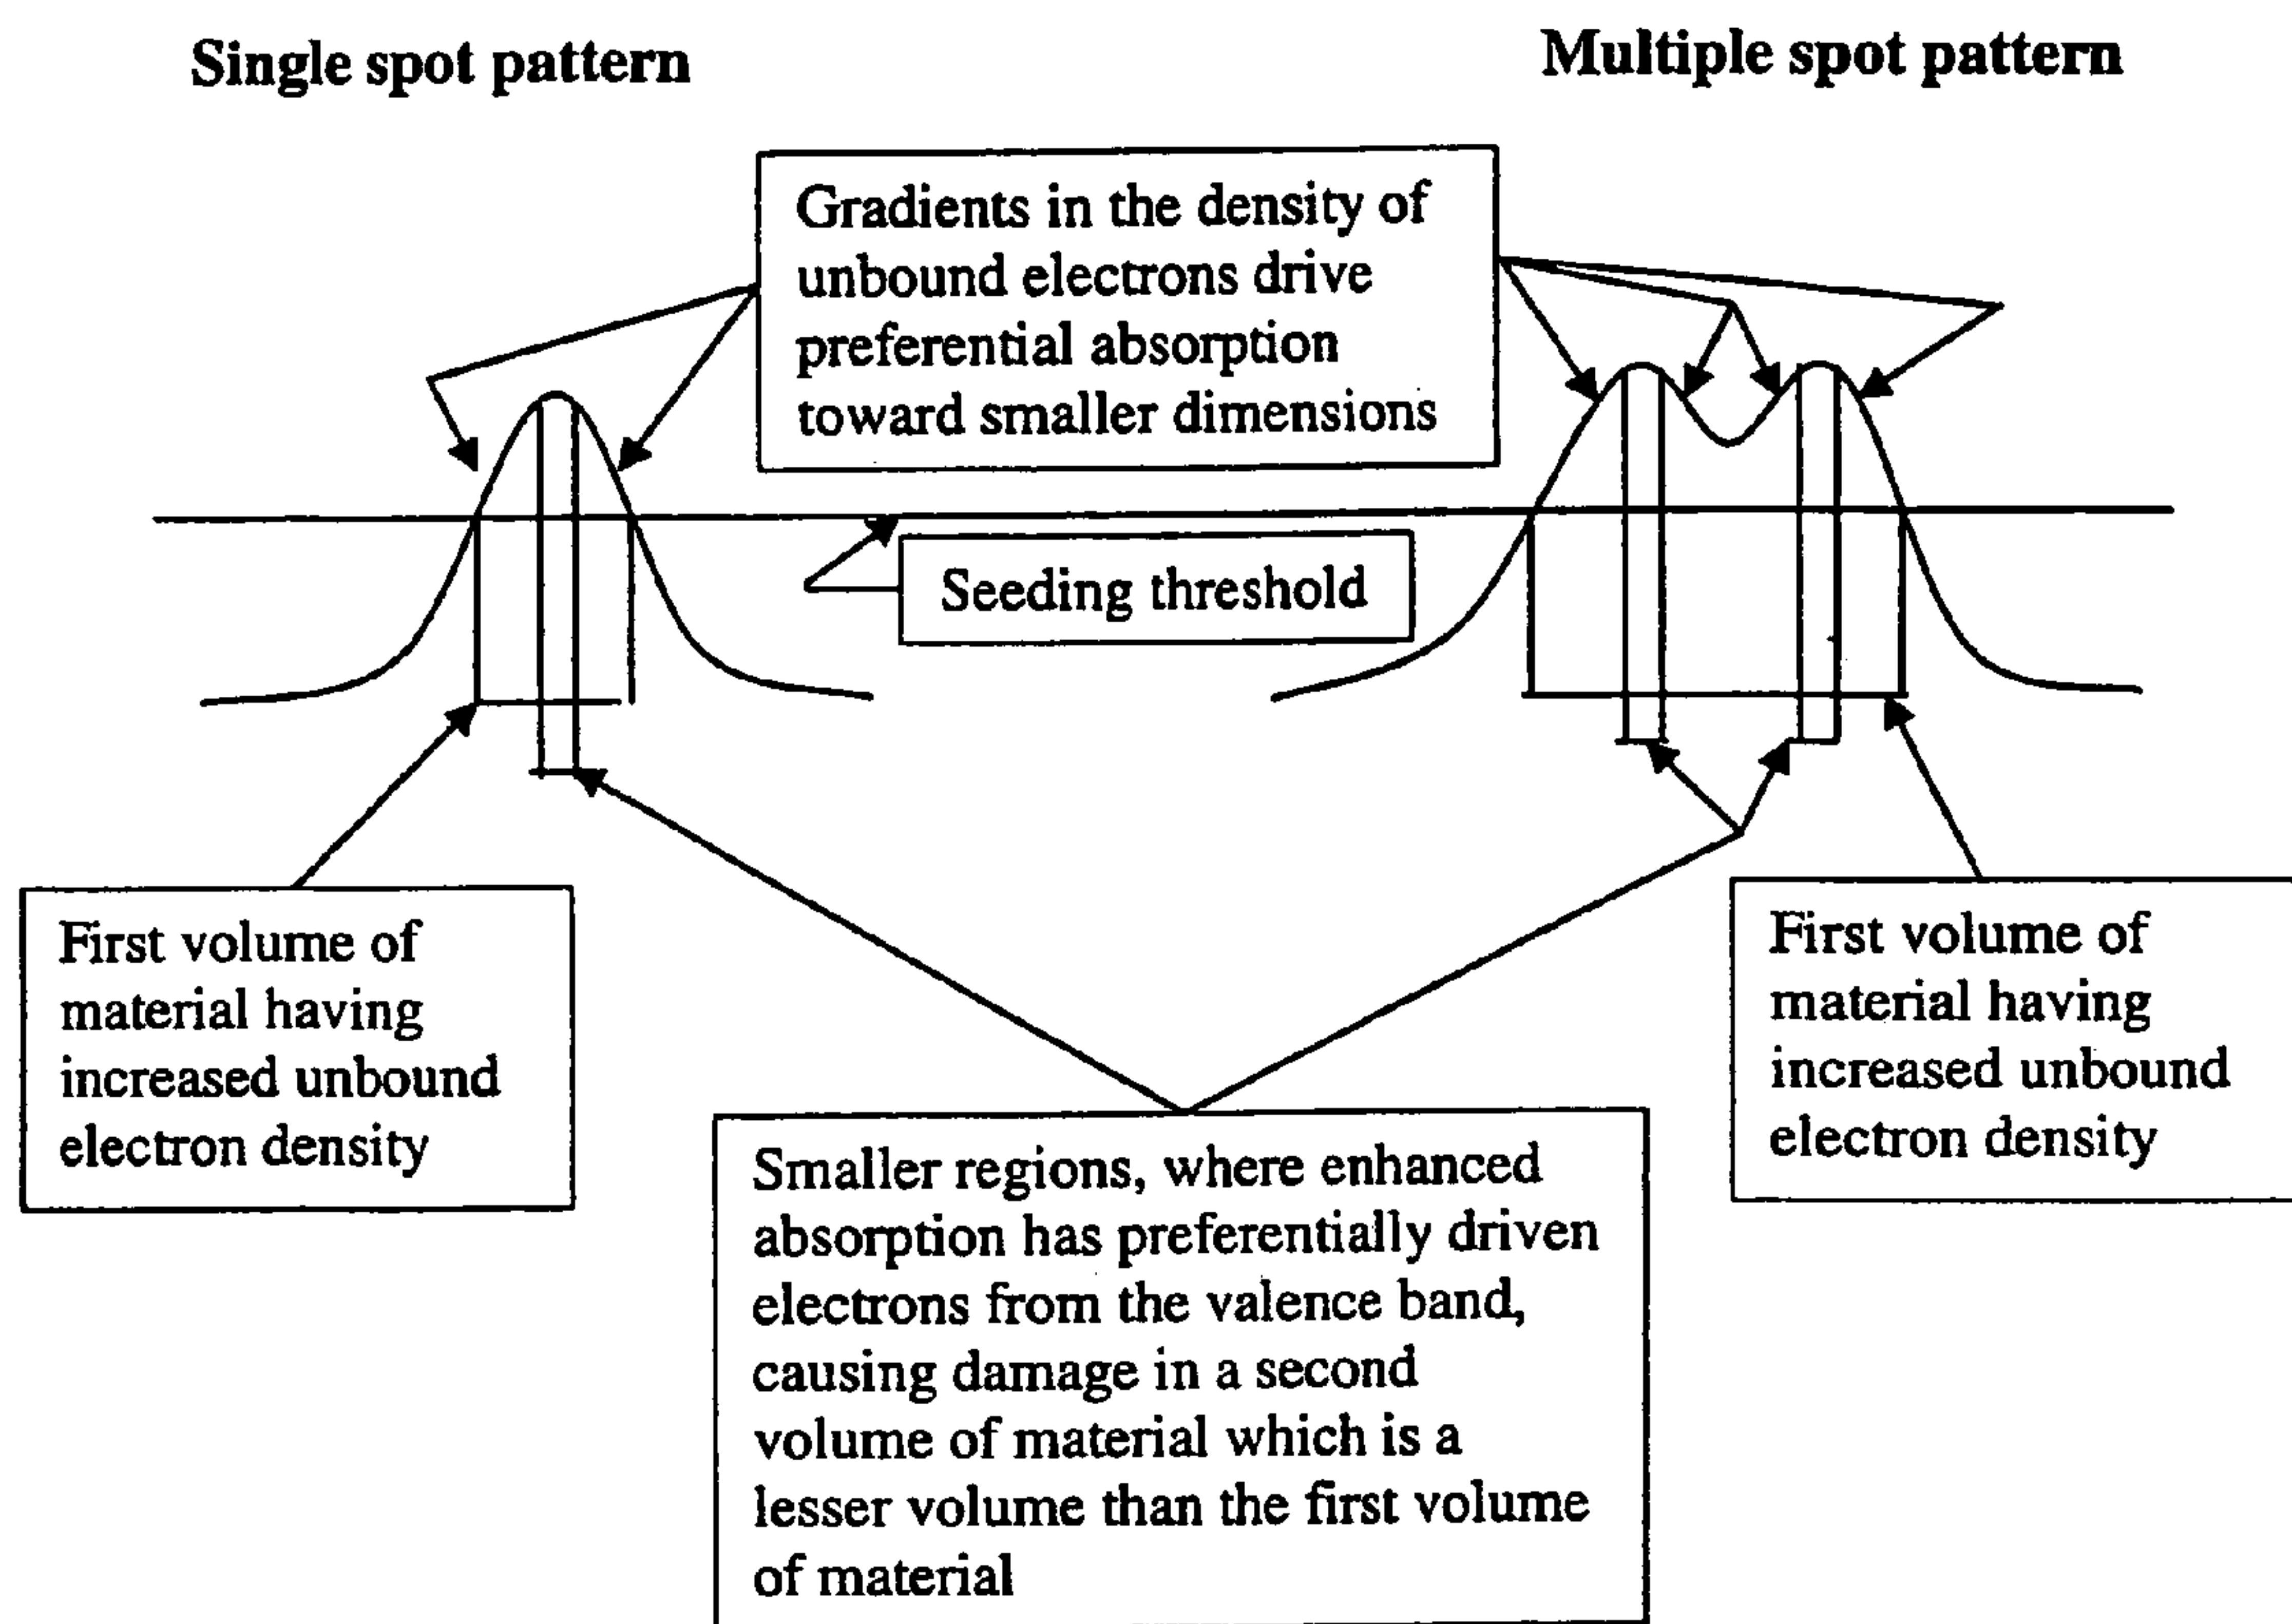 Single spot pattern
Multiple spot pattern
Gradients in the density of
unbound electrons drive
preferential absorption
toward smaller dimensions
Seeding threshold
First volume of
material having
increased unbound
electron density
First volume of
material having
increased unbound
electron density
Smaller regions, where enhanced
absorption has preferentially driven
electrons from the valence band,
causing damage in a second
volume of material which is a
lesser volume than the first volume
of material